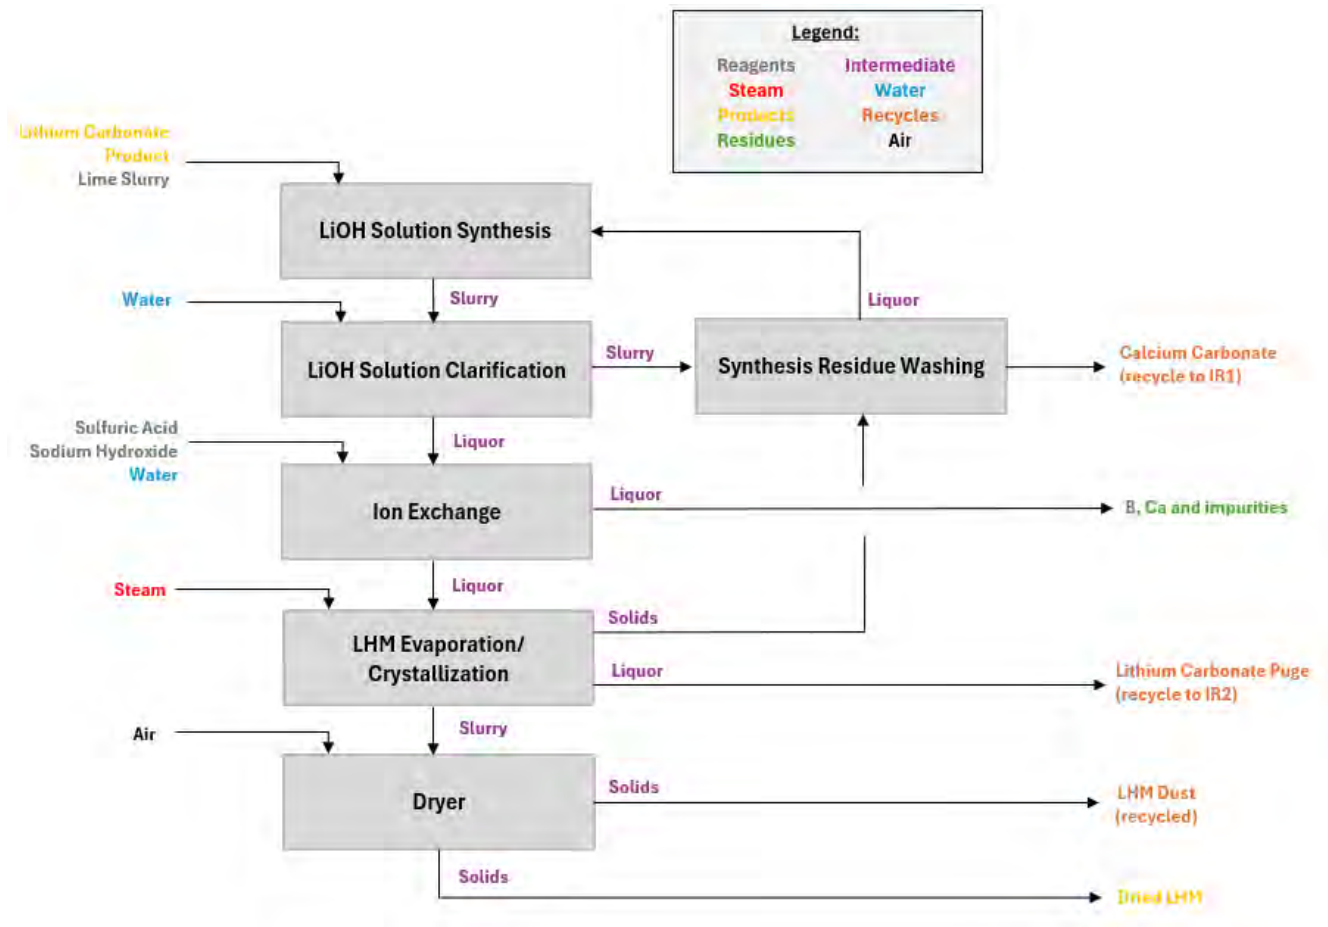 Legend:
Reagents Intermediate
Steam Water
Products Recycles
Residues Air
Lithium Carbonate
Product
Lime Slurry
LiOH Solution Synthesis
Water
Slurry
Liquor
LiOH Solution Clarification
Slurry
Synthesis Residue Washing
Calcium Carbonate
(recycle to IR1)
Sulfuric Acid
Sodium Hydroxide
Water
Liquor
Ion Exchange
Liquor
B, Ca and impurities
Steam
Liquor
LHM Evaporation/
Crystallization
Solids
Liquor
Lithium Carbonate Puge
(recycle to IR2)
Air
Slurry
Dryer
Solids
LHM Dust
(recycled)
Solids
Dried LHM